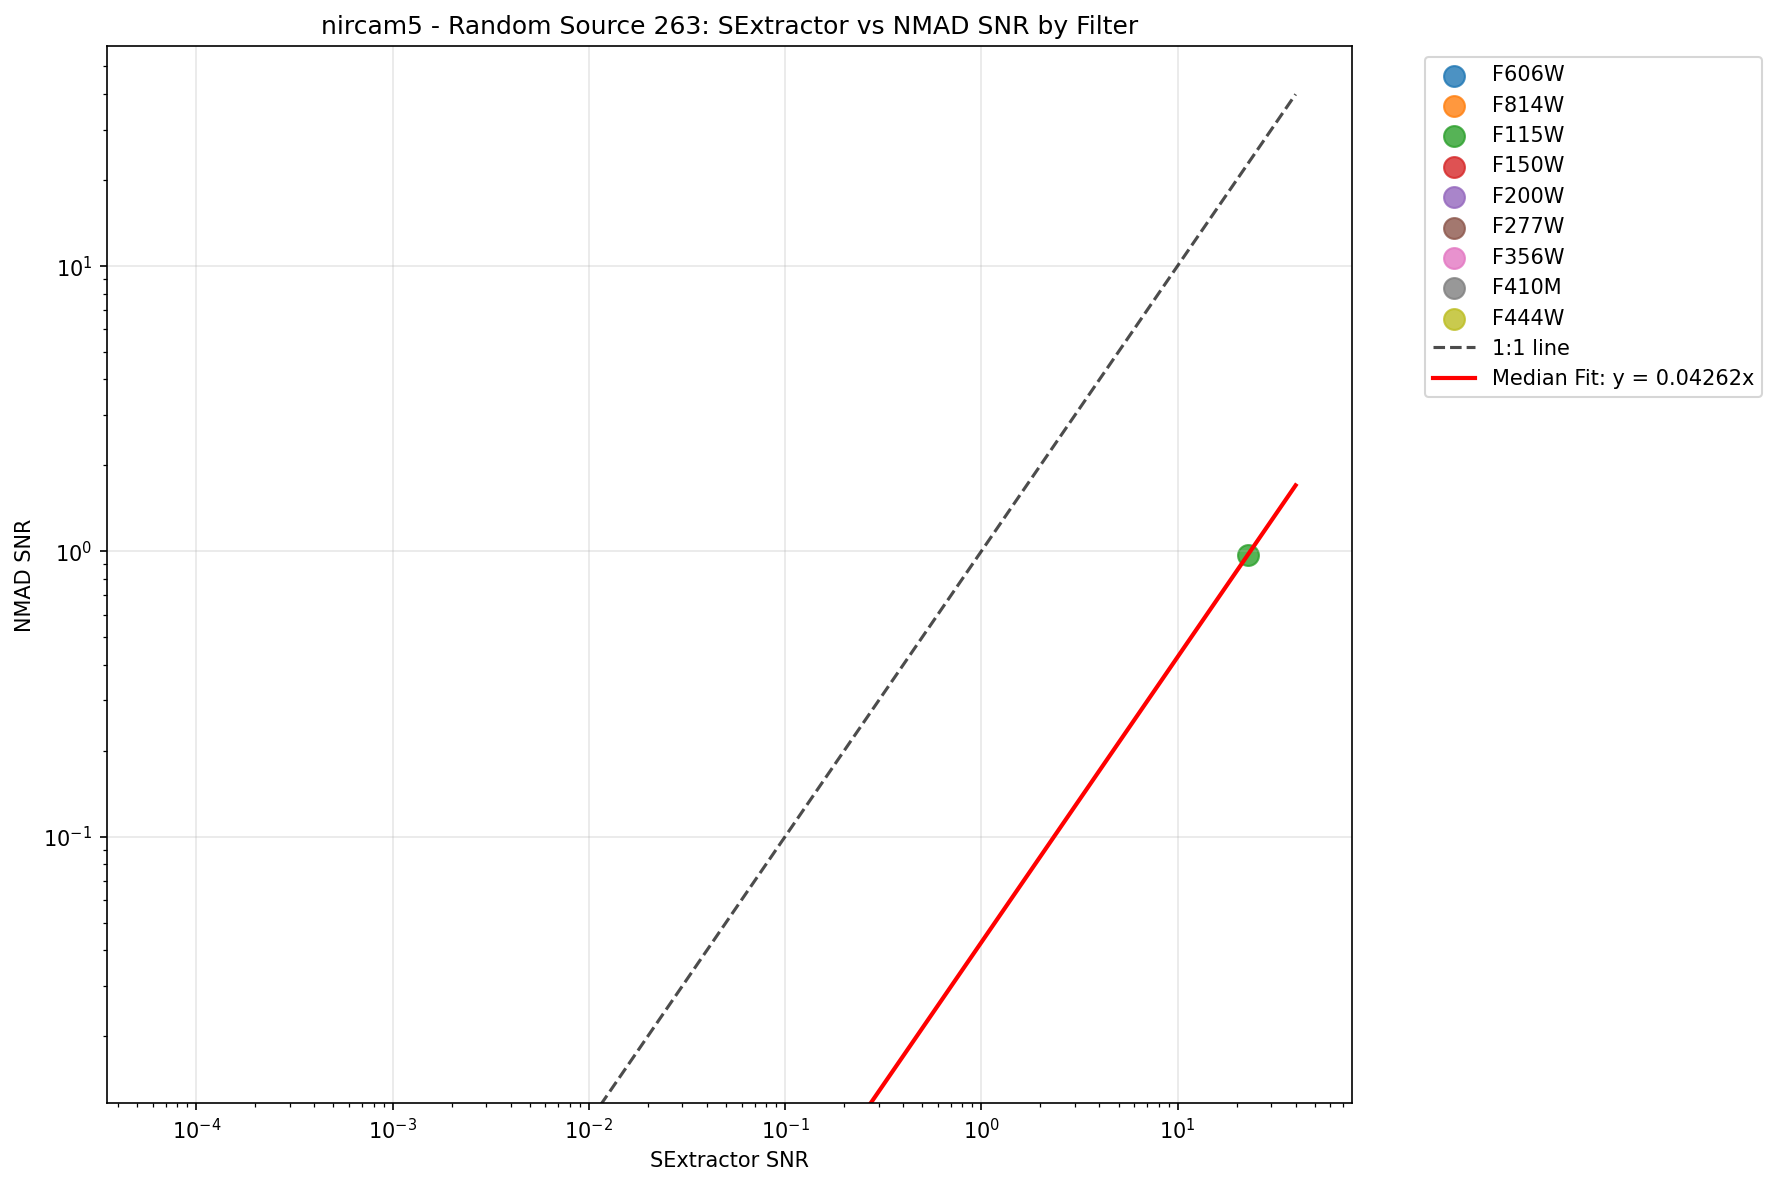 nircam5 - Random Source 263: SExtractor vs NMAD SNR by Filter
F606W
F814W
F115W
F150W
F200W
F277W
F356W
F410M
F444W
1:1 line
Median Fit: y = 0.04262x
NMAD SNR
10¹
10⁰
10⁻¹
10⁻⁴ 10⁻³ 10⁻² 10⁻¹ 10⁰ 10¹
SExtractor SNR